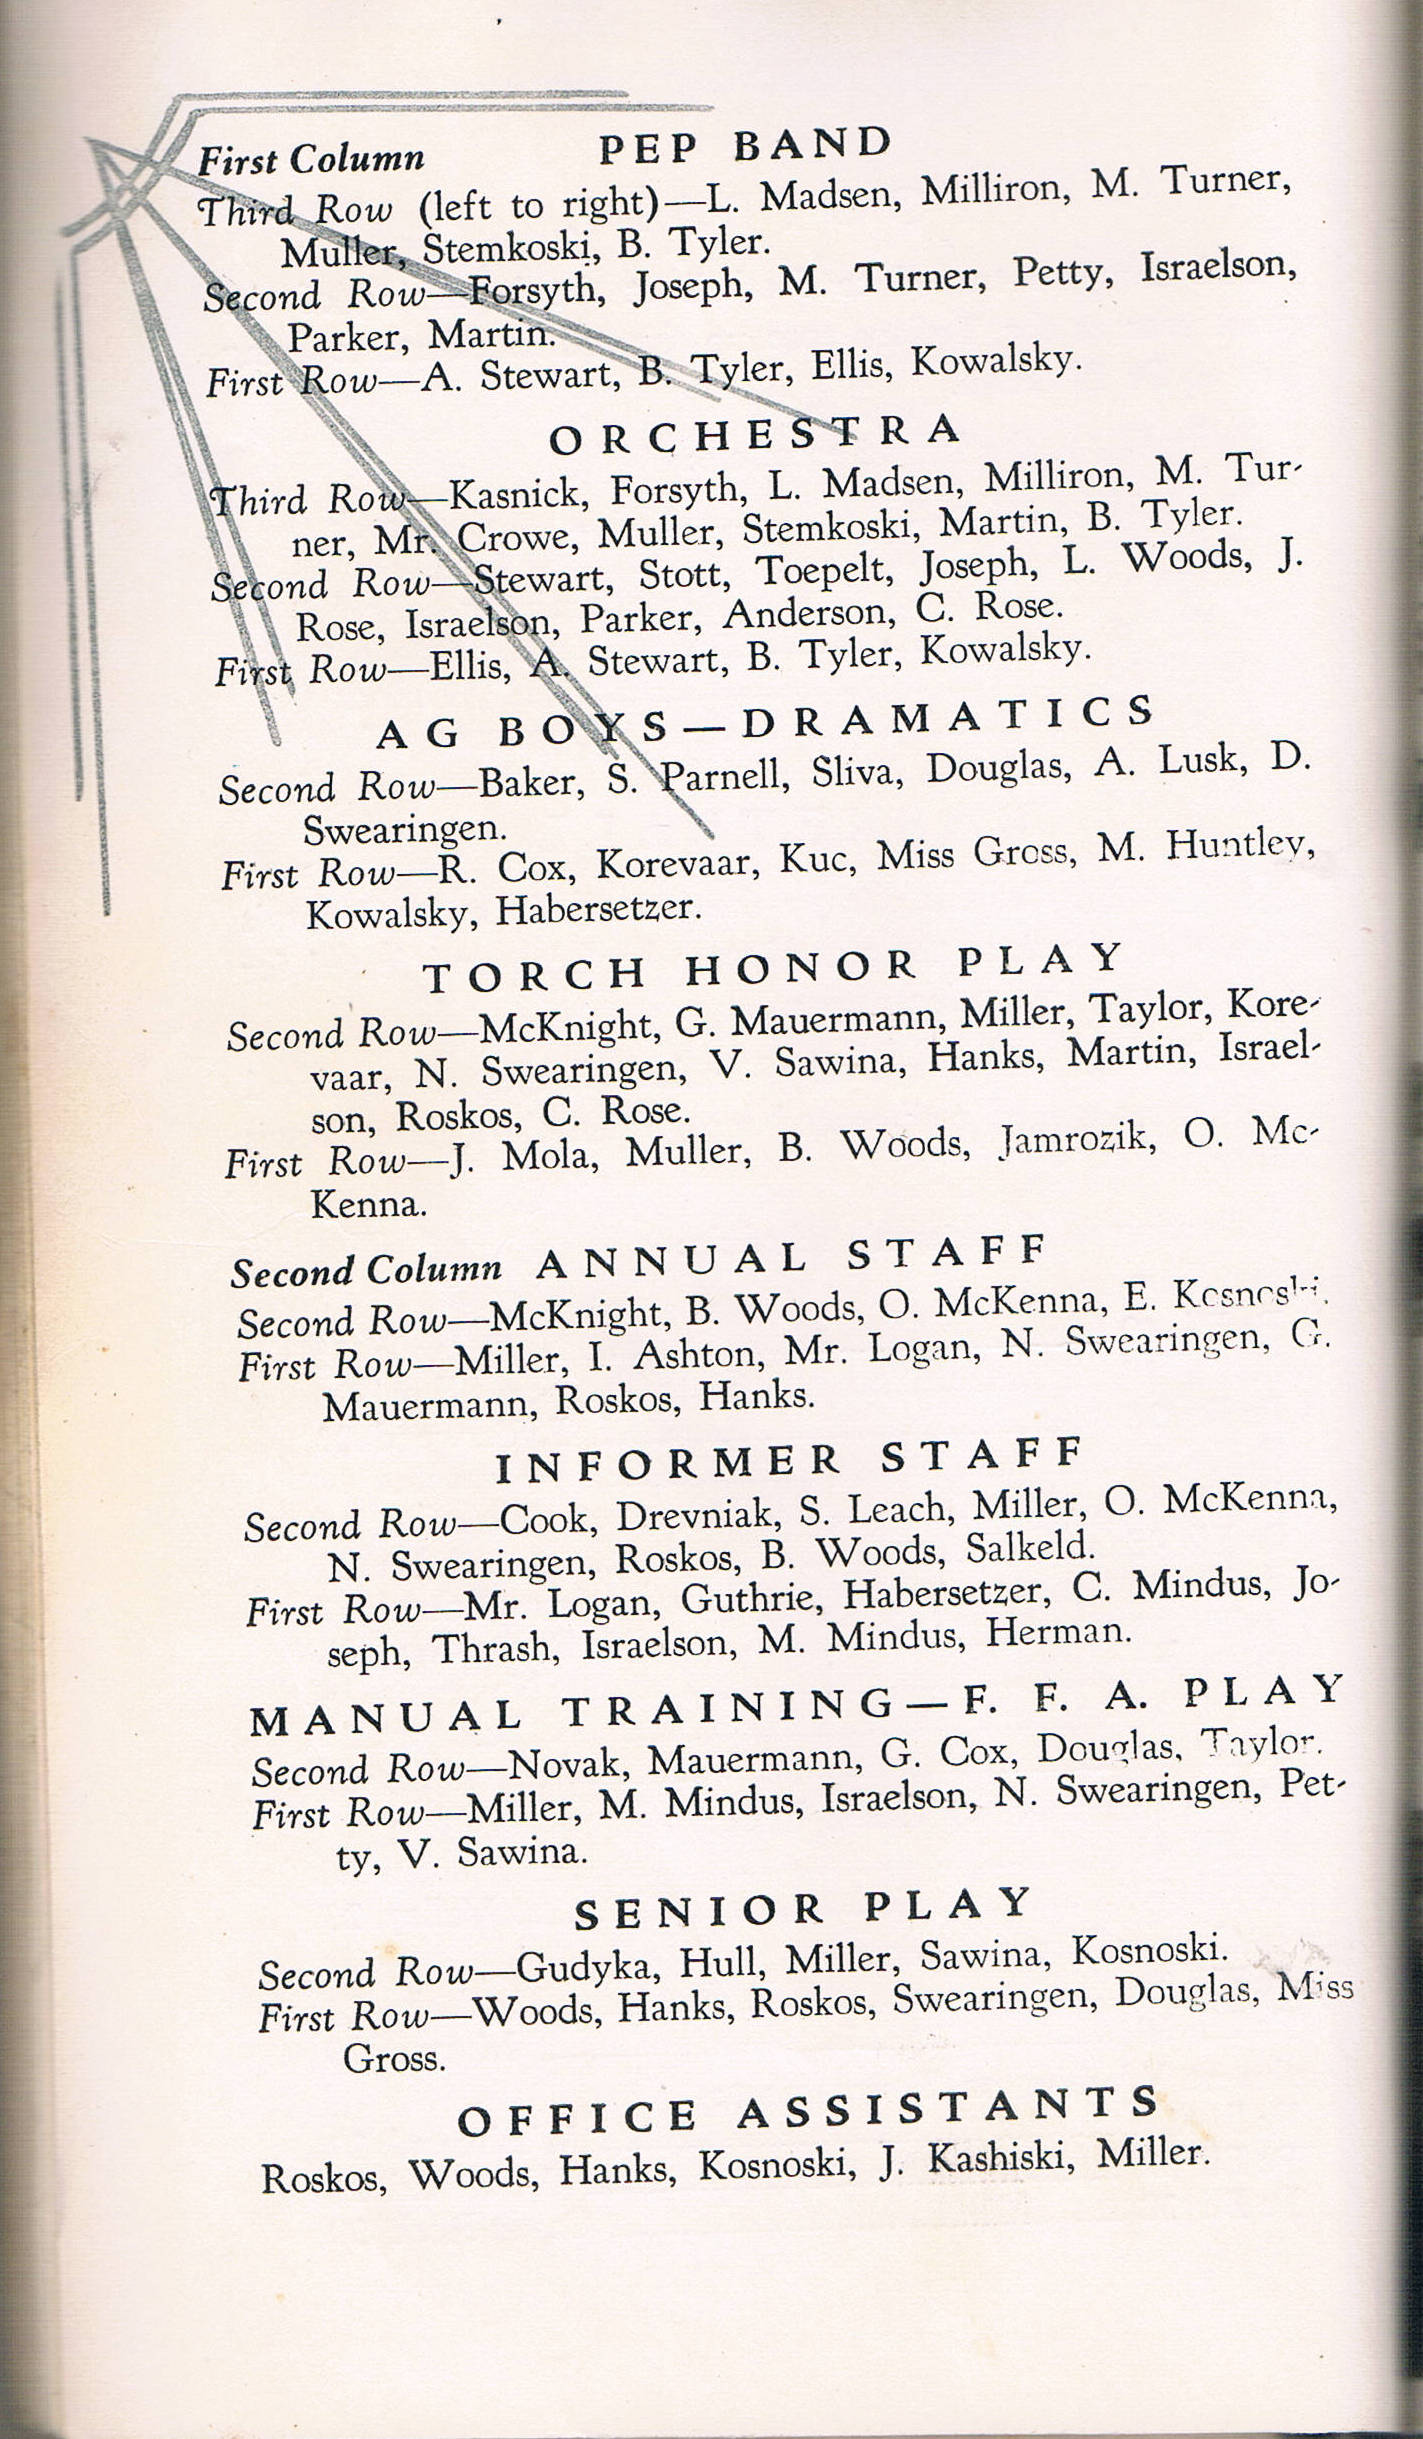 First Column PEP BAND
Third Row (left to right)—L. Madsen, Milliron, M. Turner,
Muller, Stemkoski, B. Tyler.
Second Row—Forsyth, Joseph, M. Turner, Petty, Israelson,
Parker, Martin.
First Row—A. Stewart, B. Tyler, Ellis, Kowalsky.
ORCHESTRA
Third Row—Kasnick, Forsyth, L. Madsen, Milliron, M. Tur-
ner, Mr. Crowe, Muller, Stemkoski, Martin, B. Tyler.
Second Row—Stewart, Stott, Toepelt, Joseph, L. Woods, J.
Rose, Israelson, Parker, Anderson, C. Rose.
First Row—Ellis, A. Stewart, B. Tyler, Kowalsky.
AG BOYS—DRAMATICS
Second Row—Baker, S. Parnell, Sliva, Douglas, A. Lusk, D.
Swearingen.
First Row—R. Cox, Korevaar, Kuc, Miss Gross, M. Huntley,
Kowalsky, Habersetzer.
TORCH HONOR PLAY
Second Row—McKnight, G. Mauermann, Miller, Taylor, Kore-
vaar, N. Swearingen, V. Sawina, Hanks, Martin, Israel-
son, Roskos, C. Rose.
First Row—J. Mola, Muller, B. Woods, Jamrozik, O. Mc-
Kenna.
Second Column ANNUAL STAFF
Second Row—McKnight, B. Woods, O. McKenna, E. Kosnoski.
First Row—Miller, I. Ashton, Mr. Logan, N. Swearingen, G.
Mauermann, Roskos, Hanks.
INFORMER STAFF
Second Row—Cook, Drevniak, S. Leach, Miller, O. McKenna,
N. Swearingen, Roskos, B. Woods, Salkeld.
First Row—Mr. Logan, Guthrie, Habersetzer, C. Mindus, Jo-
seph, Thrash, Israelson, M. Mindus, Herman.
MANUAL TRAINING—F. F. A. PLAY
Second Row—Novak, Mauermann, G. Cox, Douglas, Taylor.
First Row—Miller, M. Mindus, Israelson, N. Swearingen, Pet-
ty, V. Sawina.
SENIOR PLAY
Second Row—Gudyka, Hull, Miller, Sawina, Kosnoski.
First Row—Woods, Hanks, Roskos, Swearingen, Douglas, Miss
Gross.
OFFICE ASSISTANTS
Roskos, Woods, Hanks, Kosnoski, J. Kashiski, Miller.